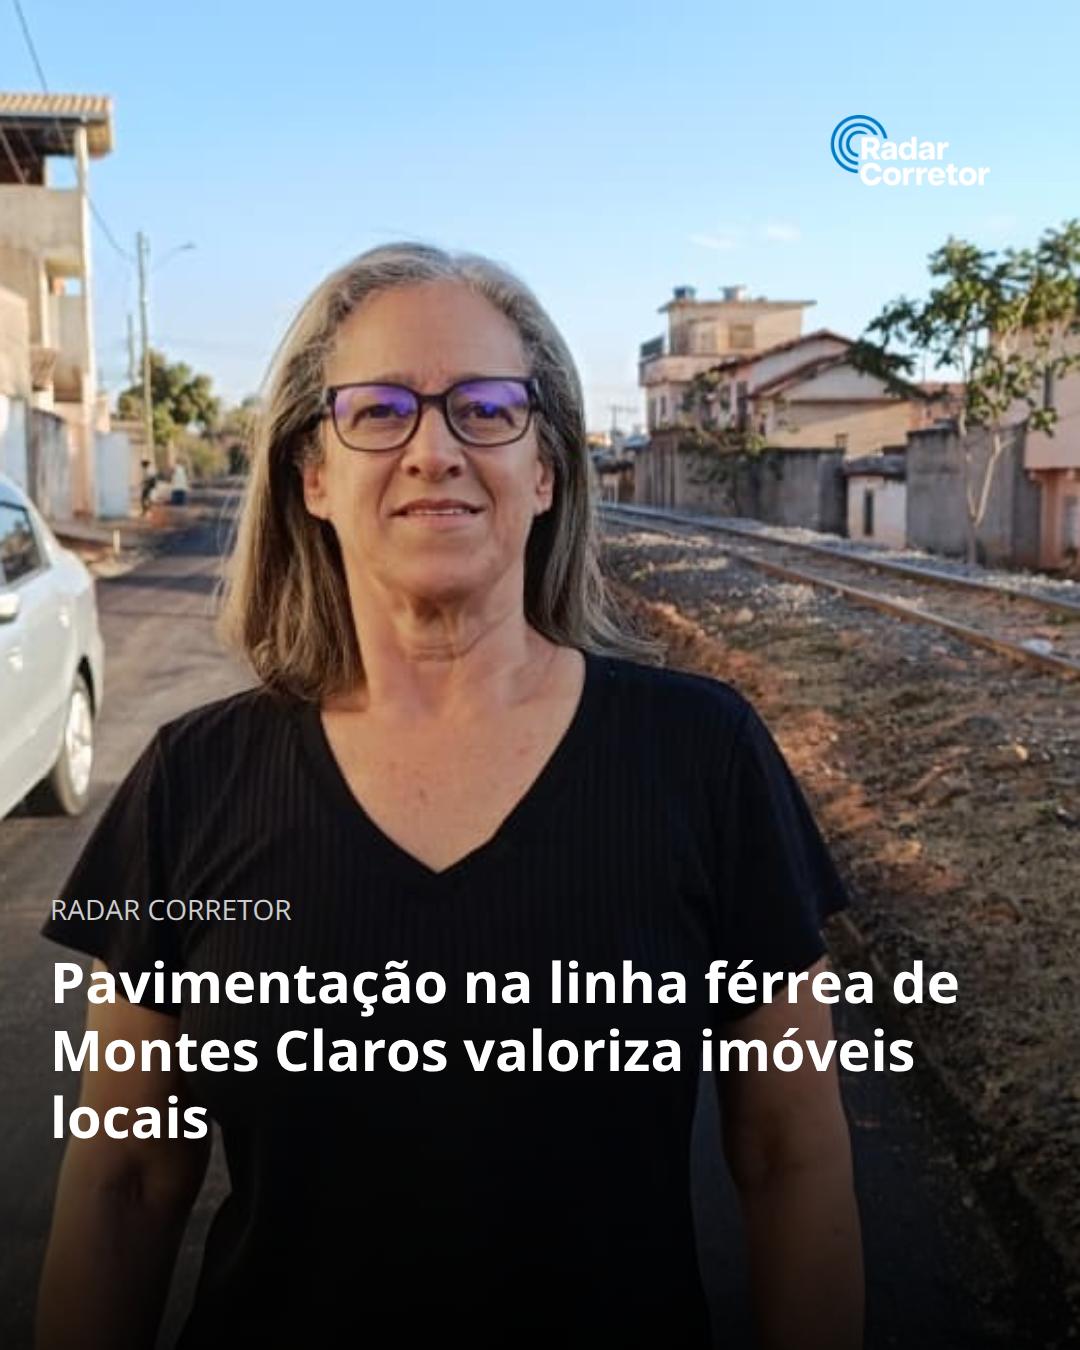 Radar
Corretor
RADAR CORRETOR
Pavimentação na linha férrea de
Montes Claros valoriza imóveis
locais